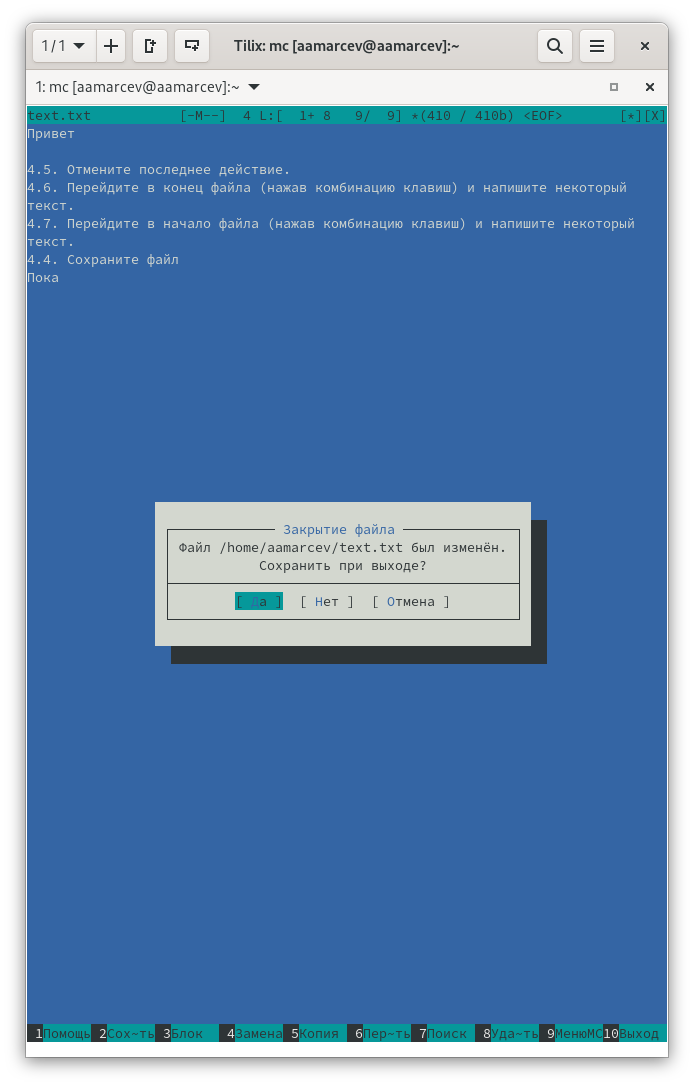 1 / 1 Tilix: mc [aamarcev@aamarcev]:~
1: mc [aamarcev@aamarcev]:~
text.txt [-M--] 4 L:[ 1+ 8 9/ 9] *(410 / 410b) <EOF> [*][X]
Привет
4.5. Отмените последнее действие.
4.6. Перейдите в конец файла (нажав комбинацию клавиш) и напишите некоторый
текст.
4.7. Перейдите в начало файла (нажав комбинацию клавиш) и напишите некоторый
текст.
4.4. Сохраните файл
Пока
Закрытие файла
Файл /home/aamarcev/text.txt был изменён.
Сохранить при выходе?
[ Да ] [ Нет ] [ Отмена ]
1Помощь 2Сох~ть 3Блок 4Замена 5Копия 6Пер~ть 7Поиск 8Уда~ть 9МенюMC 10Выход